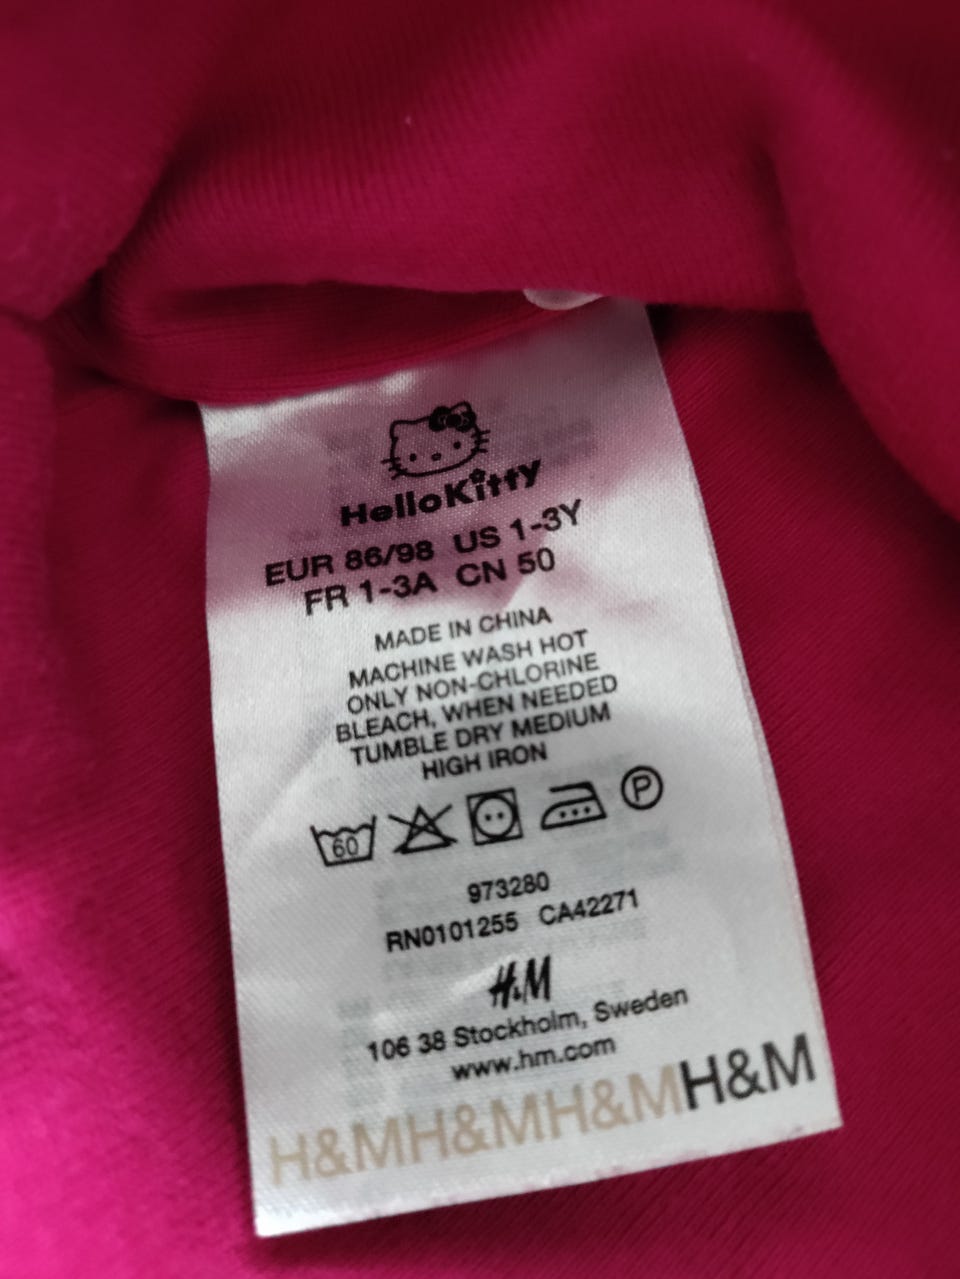 HelloKitty
EUR 86/98 US 1-3Y
FR 1-3A CN 50
MADE IN CHINA
MACHINE WASH HOT
ONLY NON-CHLORINE
BLEACH, WHEN NEEDED
TUMBLE DRY MEDIUM
HIGH IRON
60 P
973280
RN0101255 CA42271
H&M
106 38 Stockholm, Sweden
www.hm.com
H&MH&MH&MH&M